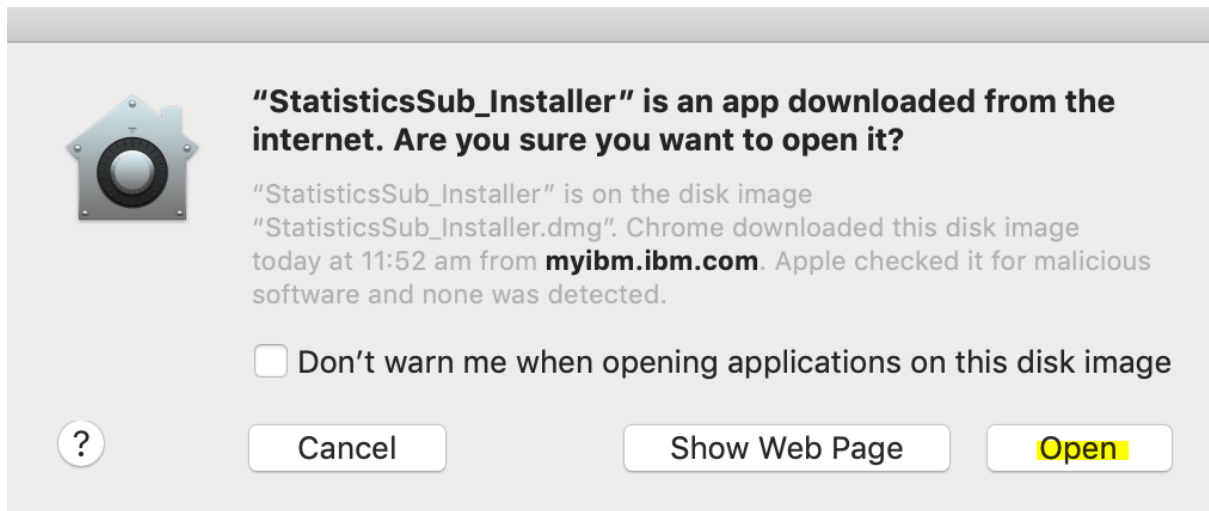 “StatisticsSub_Installer” is an app downloaded from the
internet. Are you sure you want to open it?
“StatisticsSub_Installer” is on the disk image
“StatisticsSub_Installer.dmg”. Chrome downloaded this disk image
today at 11:52 am from myibm.ibm.com. Apple checked it for malicious
software and none was detected.
Don’t warn me when opening applications on this disk image
? Cancel Show Web Page Open